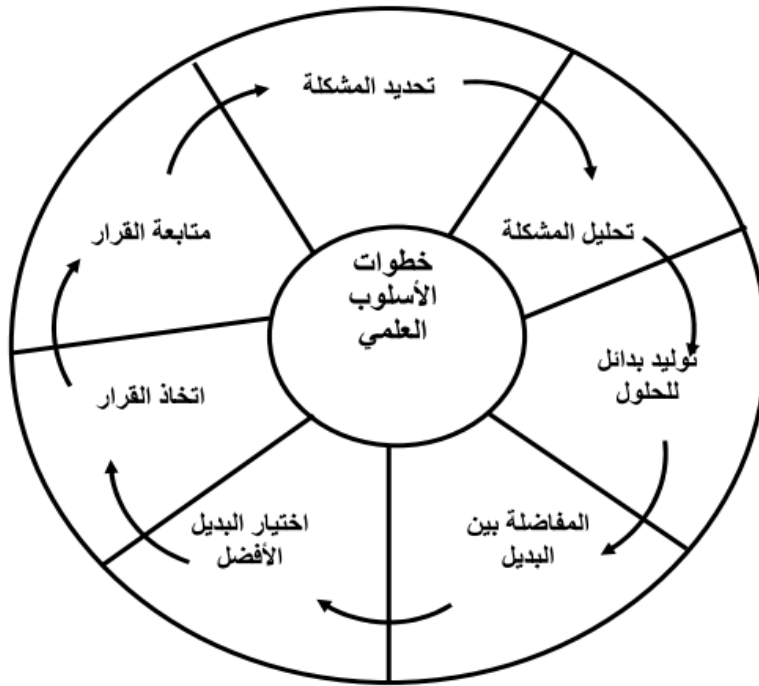 خطوات
الأسلوب
العلمي
تحديد المشكلة
تحليل المشكلة
توليد بدائل
للحلول
المفاضلة بين
البديل
اختيار البديل
الأفضل
اتخاذ القرار
متابعة القرار